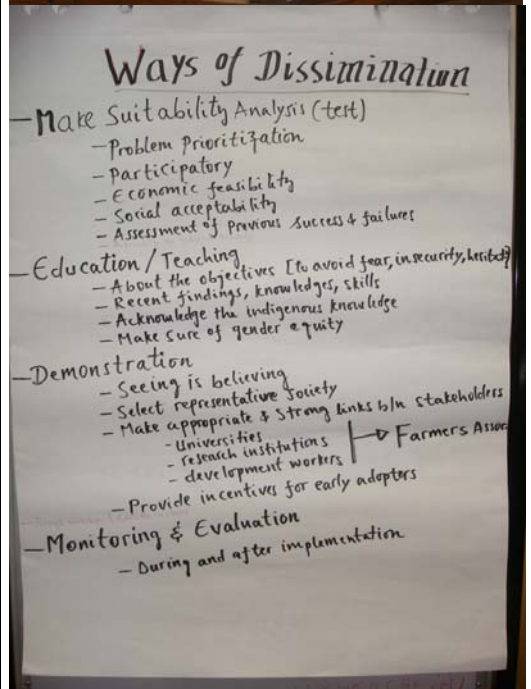 Ways of Dissimination
- Make Suitability Analysis (test)
- Problem Prioritization
- Participatory
- Economic feasibility
- Social acceptability
- Assessment of Previous success & failures
- Education / Teaching
- About the objectives [to avoid fear, insecurity,
- Recent findings, knowledges, skills
- Acknowledge the indigenous knowledge
- Make sure of gender equity
- Demonstration
- Seeing is believing
- Select representative society
- Make appropriate & Strong links b/n stakeholders
- Universities
- research institutions → Farmers Assor
- development workers
- Provide incentives for early adopters
- Monitoring & Evaluation
- During and after implementation